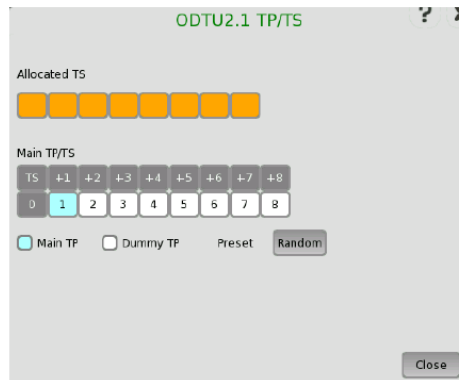 ODTU2.1 TP/TS ?
Allocated TS
Main TP/TS
TS +1 +2 +3 +4 +5 +6 +7 +8
0 1 2 3 4 5 6 7 8
Main TP Dummy TP Preset Random
Close